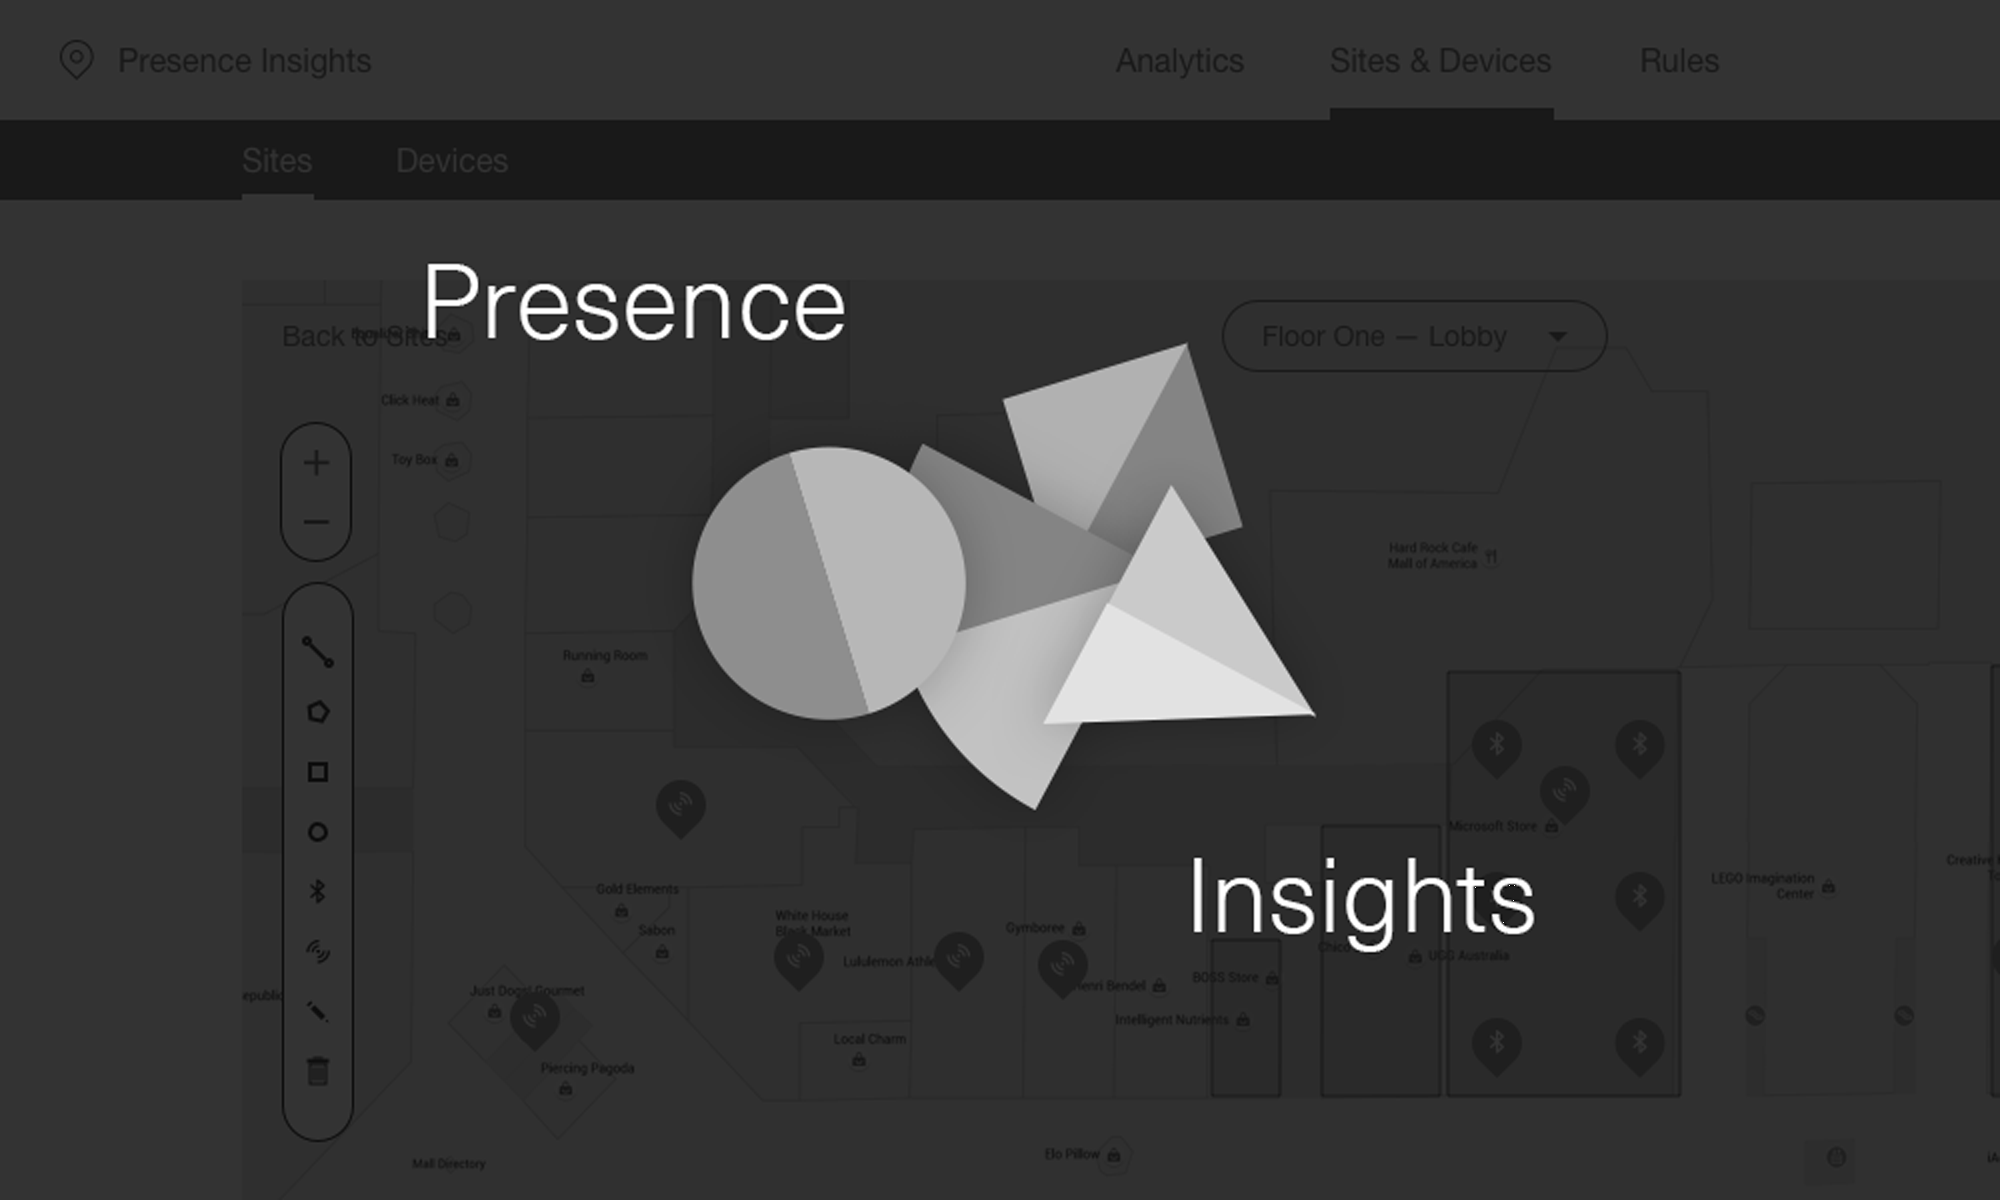 Presence Insights
Analytics
Sites & Devices
Rules
Sites
Devices
Presence
Back to Sites
Floor One — Lobby
Click Heat
Toy Box
Hard Rock Cafe
Mall of America
Running Room
Microsoft Store
Creative
LEGO Imagination
Center
Insights
Gold Elements
White House
Black Market
Sabon
Gymboree
Lululemon
UGG Australia
BOSS Store
Henri Bendel
Intelligent Nutrients
Just Dogs! Gourmet
Local Charm
Piercing Pagoda
Elo Pillow
Mall Directory